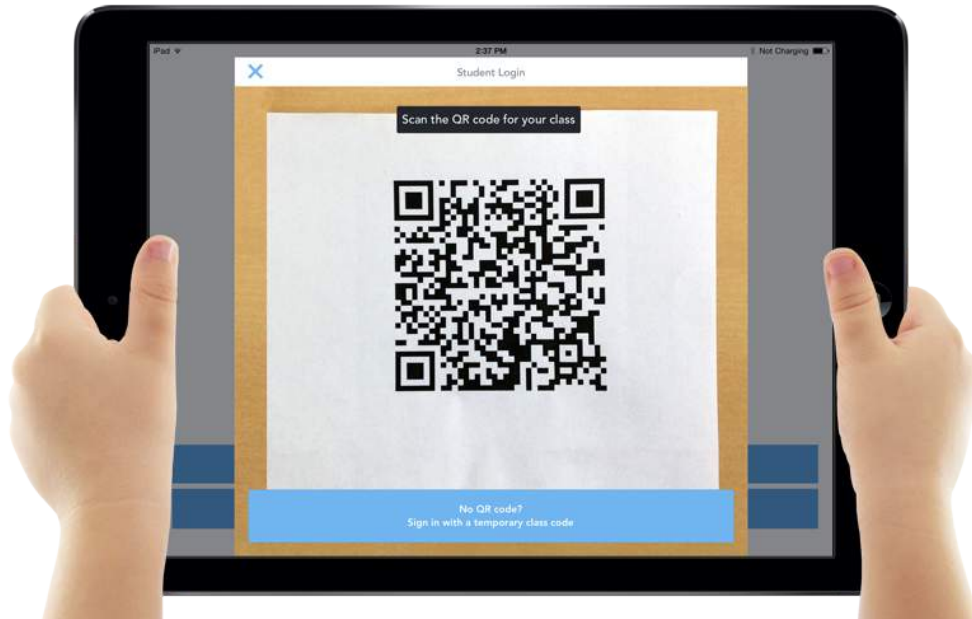 iPad
2:37 PM
Not Charging
Student Login
Scan the QR code for your class
No QR code?
Sign in with a temporary class code